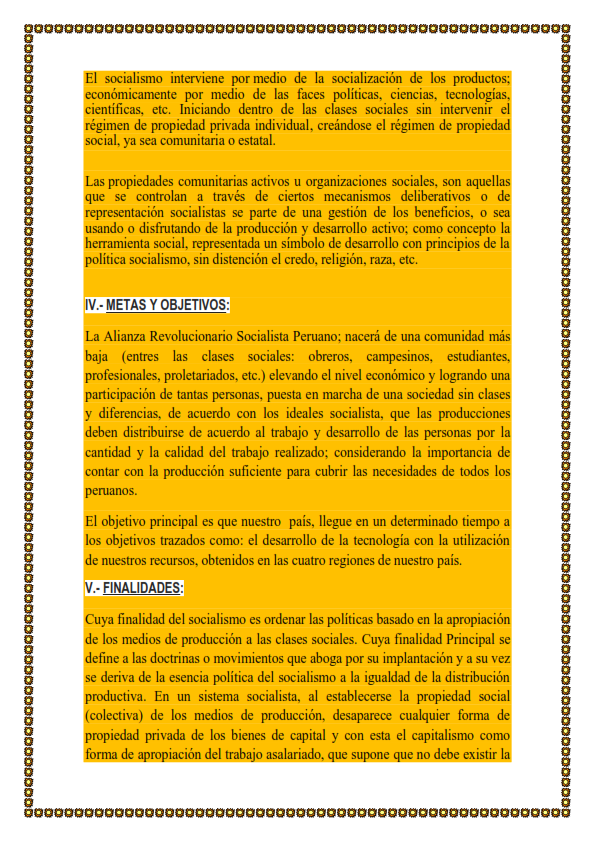 El socialismo interviene por medio de la socialización de los productos;
económicamente por medio de las faces políticas, ciencias, tecnologías,
científicas, etc. Iniciando dentro de las clases sociales sin intervenir el
régimen de propiedad privada individual, creándose el régimen de propiedad
social, ya sea comunitaria o estatal.
Las propiedades comunitarias activos u organizaciones sociales, son aquellas
que se controlan a través de ciertos mecanismos deliberativos o de
representación socialistas se parte de una gestión de los beneficios, o sea
usando o disfrutando de la producción y desarrollo activo; como concepto la
herramienta social, representada un símbolo de desarrollo con principios de la
política socialismo, sin distención el credo, religión, raza, etc.
IV.- METAS Y OBJETIVOS:
La Alianza Revolucionario Socialista Peruano; nacerá de una comunidad más
baja (entres las clases sociales: obreros, campesinos, estudiantes,
profesionales, proletariados, etc.) elevando el nivel económico y logrando una
participación de tantas personas, puesta en marcha de una sociedad sin clases
y diferencias, de acuerdo con los ideales socialista, que las producciones
deben distribuirse de acuerdo al trabajo y desarrollo de las personas por la
cantidad y la calidad del trabajo realizado; considerando la importancia de
contar con la producción suficiente para cubrir las necesidades de todos los
peruanos.
El objetivo principal es que nuestro país, llegue en un determinado tiempo a
los objetivos trazados como: el desarrollo de la tecnología con la utilización
de nuestros recursos, obtenidos en las cuatro regiones de nuestro país.
V.- FINALIDADES:
Cuya finalidad del socialismo es ordenar las políticas basado en la apropiación
de los medios de producción a las clases sociales. Cuya finalidad Principal se
define a las doctrinas o movimientos que aboga por su implantación y a su vez
se deriva de la esencia política del socialismo a la igualdad de la distribución
productiva. En un sistema socialista, al establecerse la propiedad social
(colectiva) de los medios de producción, desaparece cualquier forma de
propiedad privada de los bienes de capital y con esta el capitalismo como
forma de apropiación del trabajo asalariado, que supone que no debe existir la